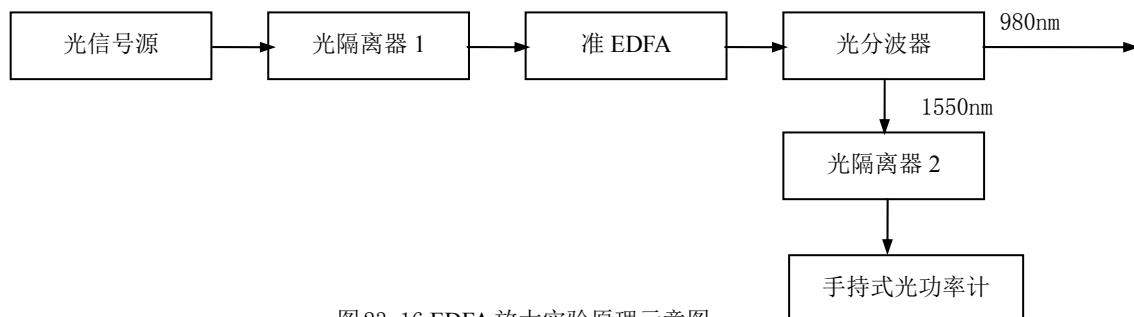 光信号源
光隔离器 1
准 EDFA
光分波器
980nm
1550nm
光隔离器 2
手持式光功率计